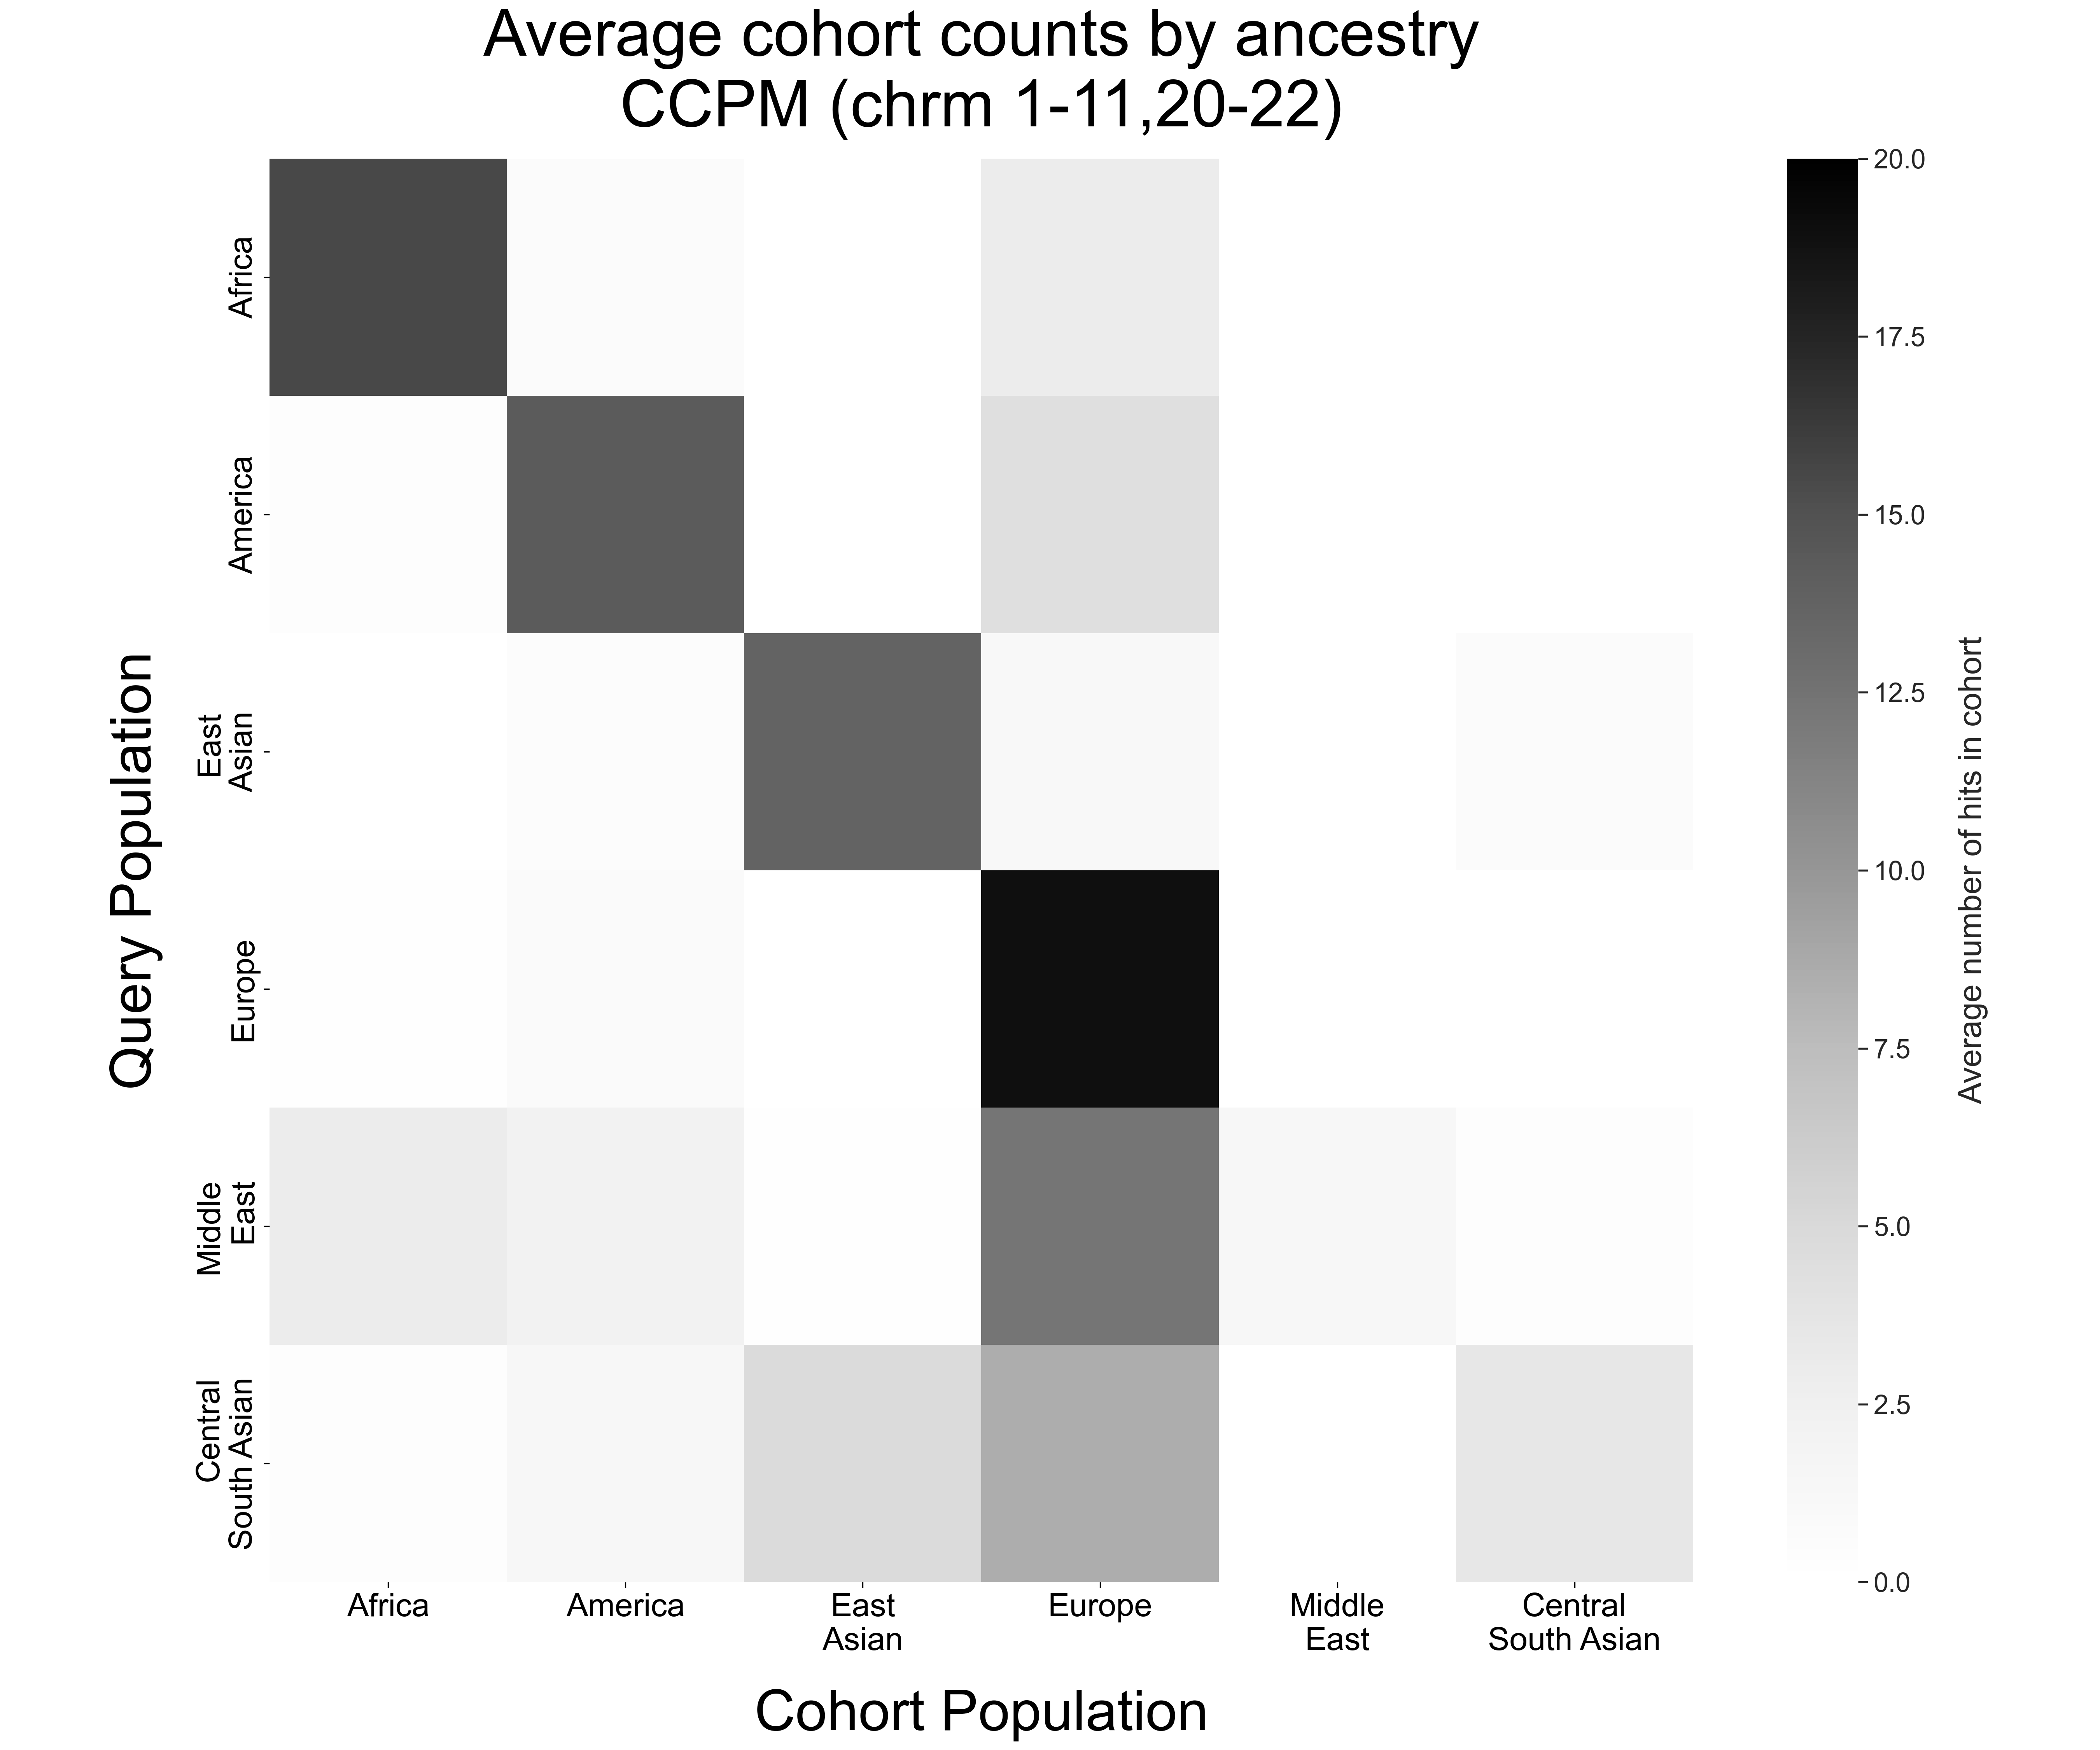 Average cohort counts by ancestry
CCPM (chrm 1-11,20-22)
Query Population
Africa
America
East
Asian
Europe
Middle
East
Central
South Asian
Africa
America
East
Asian
Europe
Middle
East
Central
South Asian
Cohort Population
20.0
17.5
15.0
12.5
10.0
7.5
5.0
2.5
0.0
Average number of hits in cohort